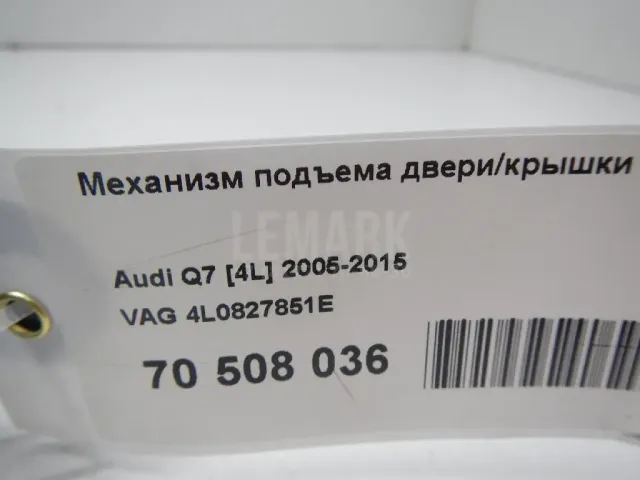 Механизм подъема двери/крышки
LEMARK
Audi Q7 [4L] 2005-2015
VAG 4L0827851E
70 508 036